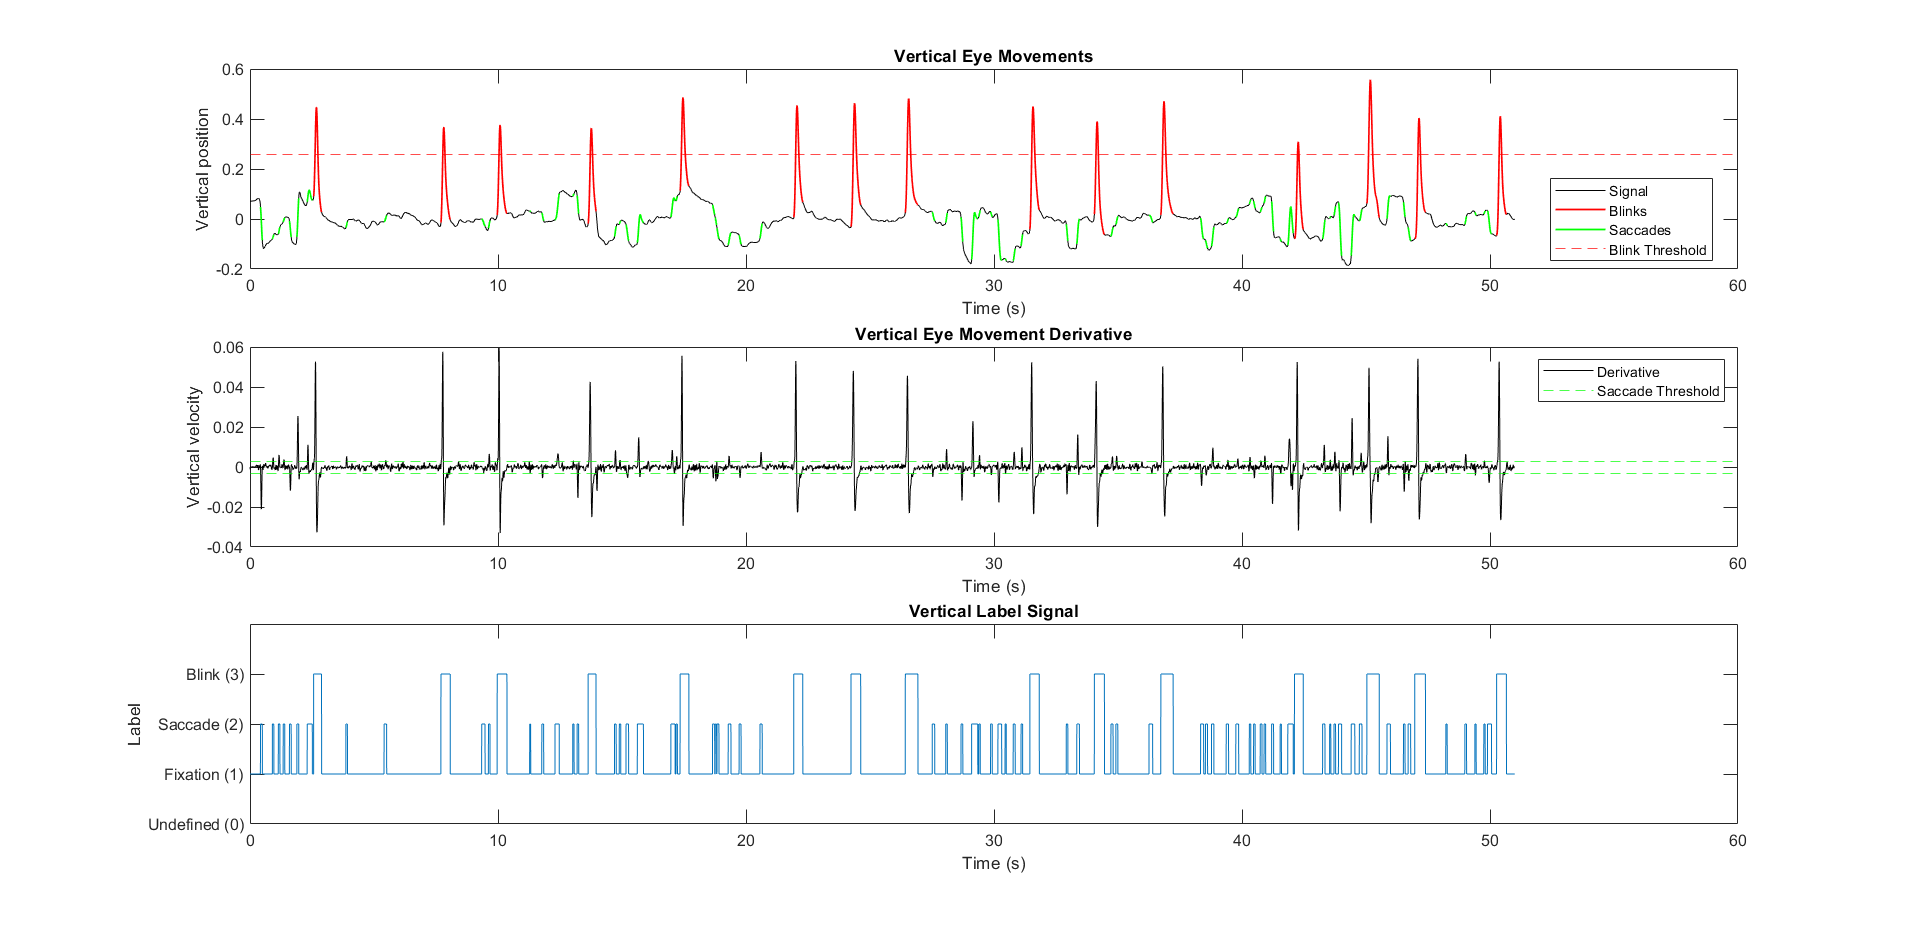 Vertical Eye Movements
0.6
0.4
0.2
0
-0.2
Vertical position
0 10 20 30 40 50 60
Time (s)
Signal
Blinks
Saccades
Blink Threshold
Vertical Eye Movement Derivative
0.06
0.04
0.02
0
-0.02
-0.04
Vertical velocity
0 10 20 30 40 50 60
Time (s)
Derivative
Saccade Threshold
Vertical Label Signal
Blink (3)
Saccade (2)
Fixation (1)
Undefined (0)
Label
0 10 20 30 40 50 60
Time (s)